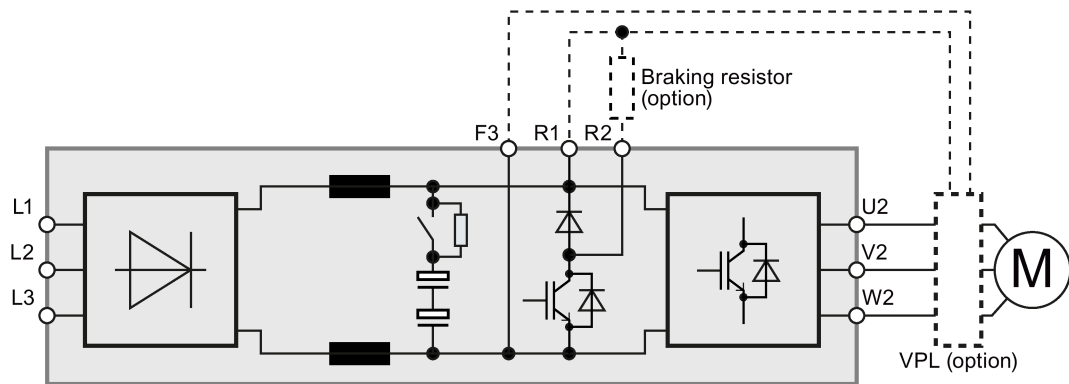 Braking resistor
(option)
F3 R1 R2
L1
L2
L3
U2
V2
W2
M
VPL (option)